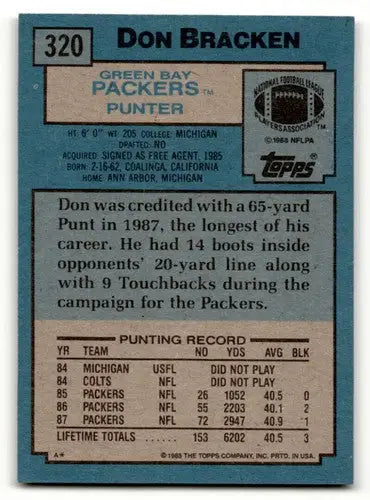 320
DON BRACKEN
GREEN BAY
PACKERS™
PUNTER
NATIONAL FOOTBALL LEAGUE
PLAYERS ASSOCIATION™
©1988 NFLPA
TOPPS®
HT 6' 0" WT 205 COLLEGE: MICHIGAN
DRAFTED: NO
ACQUIRED: SIGNED AS FREE AGENT, 1985
BORN: 2-16-62, COALINGA, CALIFORNIA
HOME: ANN ARBOR, MICHIGAN
Don was credited with a 65-yard
Punt in 1987, the longest of his
career. He had 14 boots inside
opponents' 20-yard line along
with 9 Touchbacks during the
campaign for the Packers.
PUNTING RECORD
YR TEAM NO YDS AVG BLK
84 MICHIGAN USFL DID NOT PLAY
84 COLTS NFL DID NOT PLAY
85 PACKERS NFL 26 1052 40.5 0
86 PACKERS NFL 55 2203 40.1 2
87 PACKERS NFL 72 2947 40.9 1
LIFETIME TOTALS ...... 153 6202 40.5 3
A* ©1988 THE TOPPS COMPANY, INC. PRTD. IN USA.